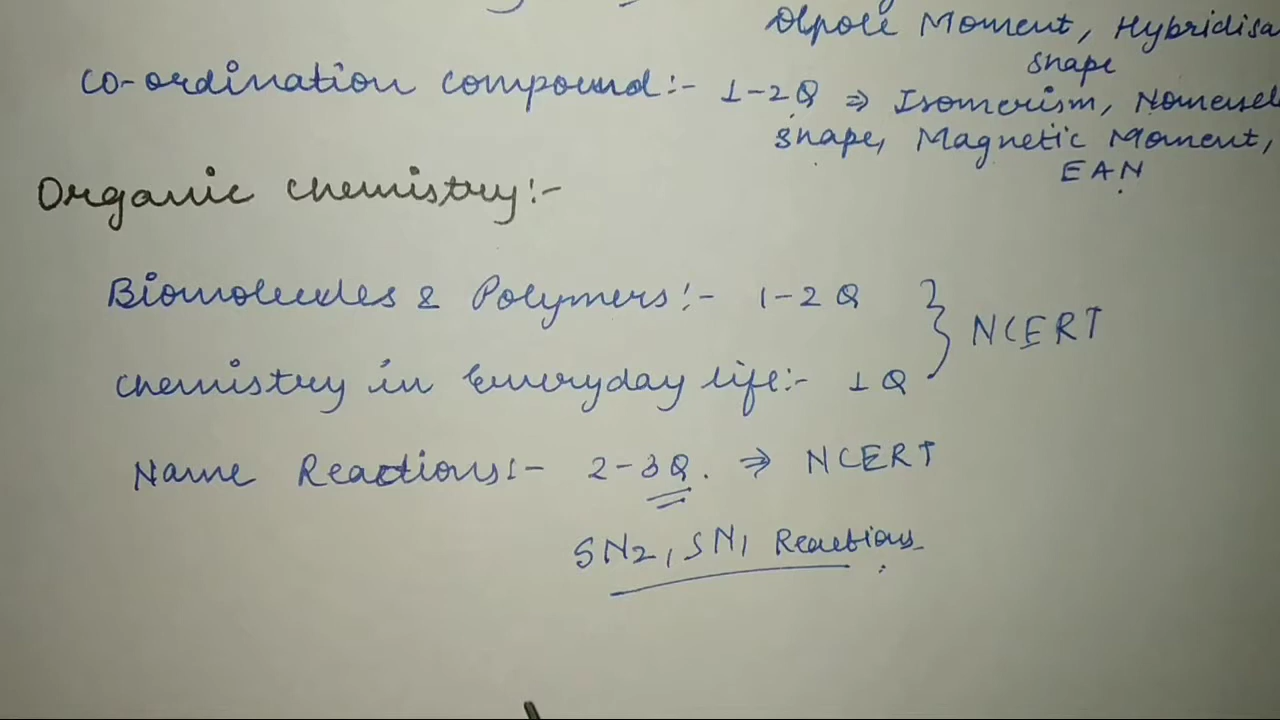 Dipole Moment, Hybridisa
shape
Co-ordination compound:- 1-2Q ⇒ Isomerism, Nomencl
shape, Magnetic Moment,
EAN
Organic chemistry:-
Biomolecules & Polymers:- 1-2 Q
} NCERT
chemistry in Everyday life:- 1 Q
Name Reactions:- 2-3Q. ⇒ NCERT
SN2, SN1 Reactions